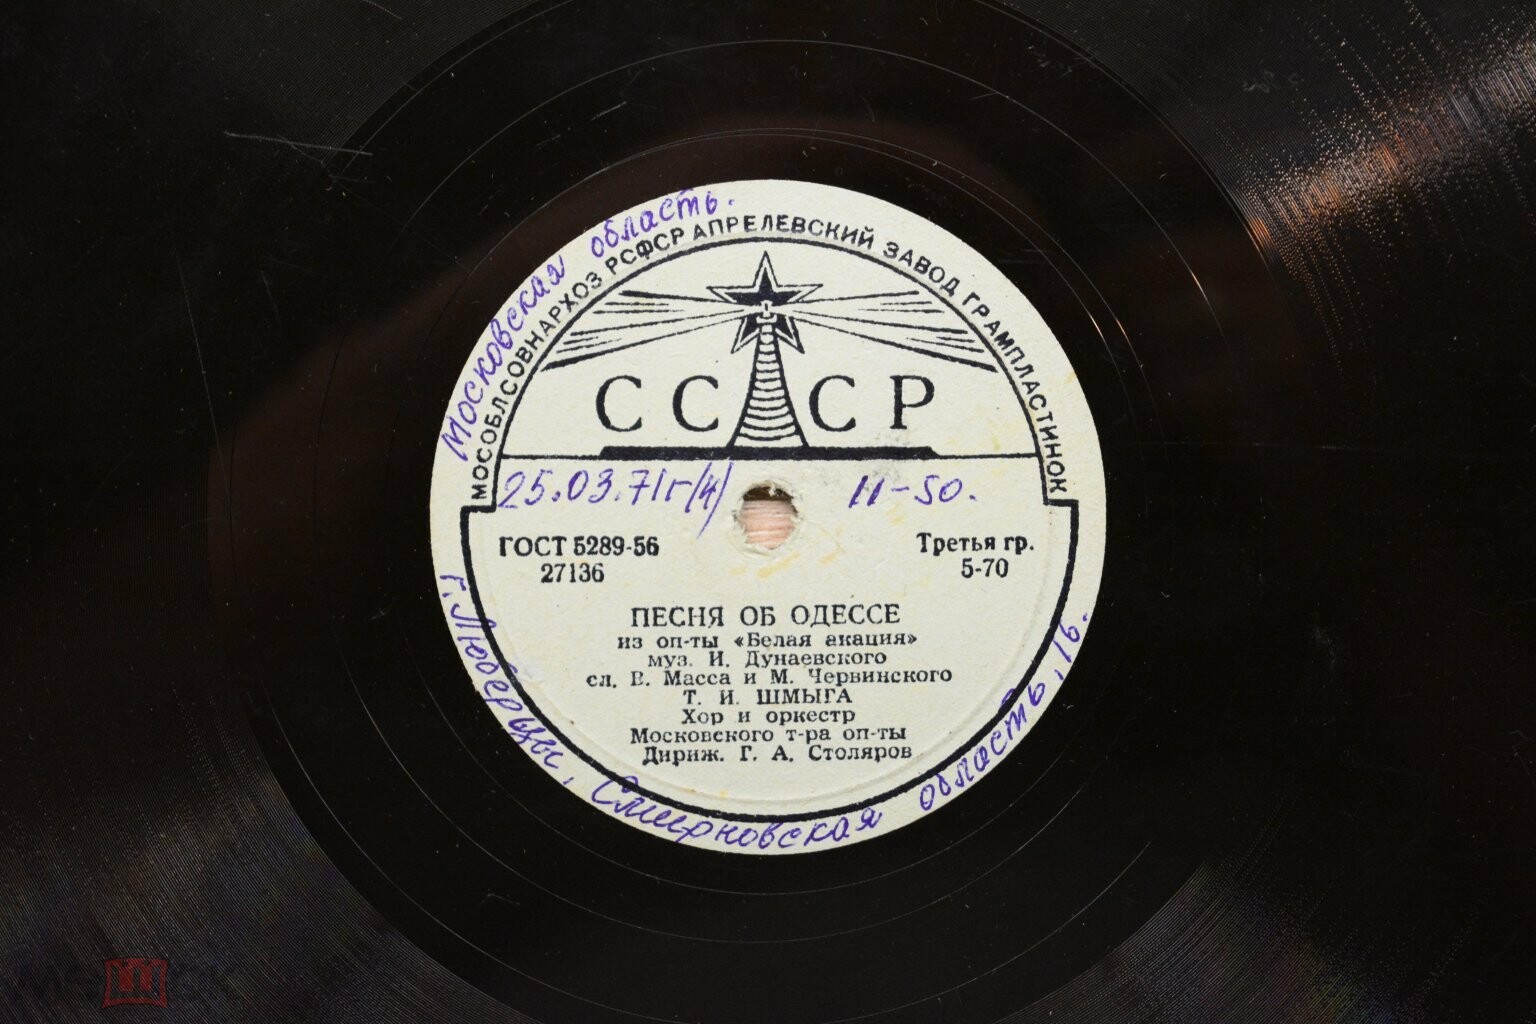 Московская область.
МОСОБЛСОВНАРХОЗ РСФСР АПРЕЛЕВСКИЙ ЗАВОД ГРАМПЛАСТИНОК
СССР
25.03.71г(4) 11-50.
ГОСТ 5289-56 Третья гр.
27136 5-70
ПЕСНЯ ОБ ОДЕССЕ
из оп-ты «Белая акация»
муз. И. Дунаевского
сл. В. Масса и М. Червинского
Т. И. ШМЫГА
Хор и оркестр
Московского т-ра оп-ты
Дириж. Г. А. Столяров
г. Люберцы, Смирновская область, 16.
мешок